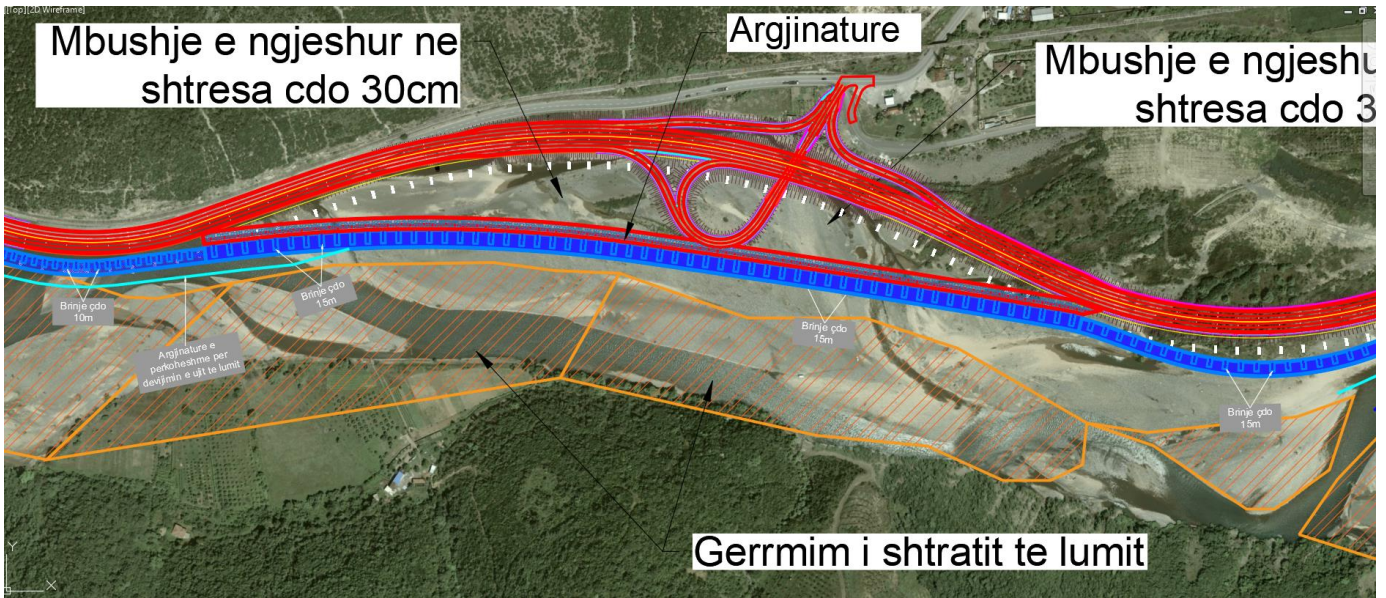 [Top][2D Wireframe]
Mbushje e ngjeshur ne
shtresa cdo 30cm
Argjinature
Mbushje e ngjeshu
shtresa cdo 3
Brinje çdo
10m
Brinje çdo
15m
Argjinature e
perkoheshme per
devijimin e ujit te lumit
Brinje çdo
15m
Brinje çdo
15m
Gerrmim i shtratit te lumit
Y
X